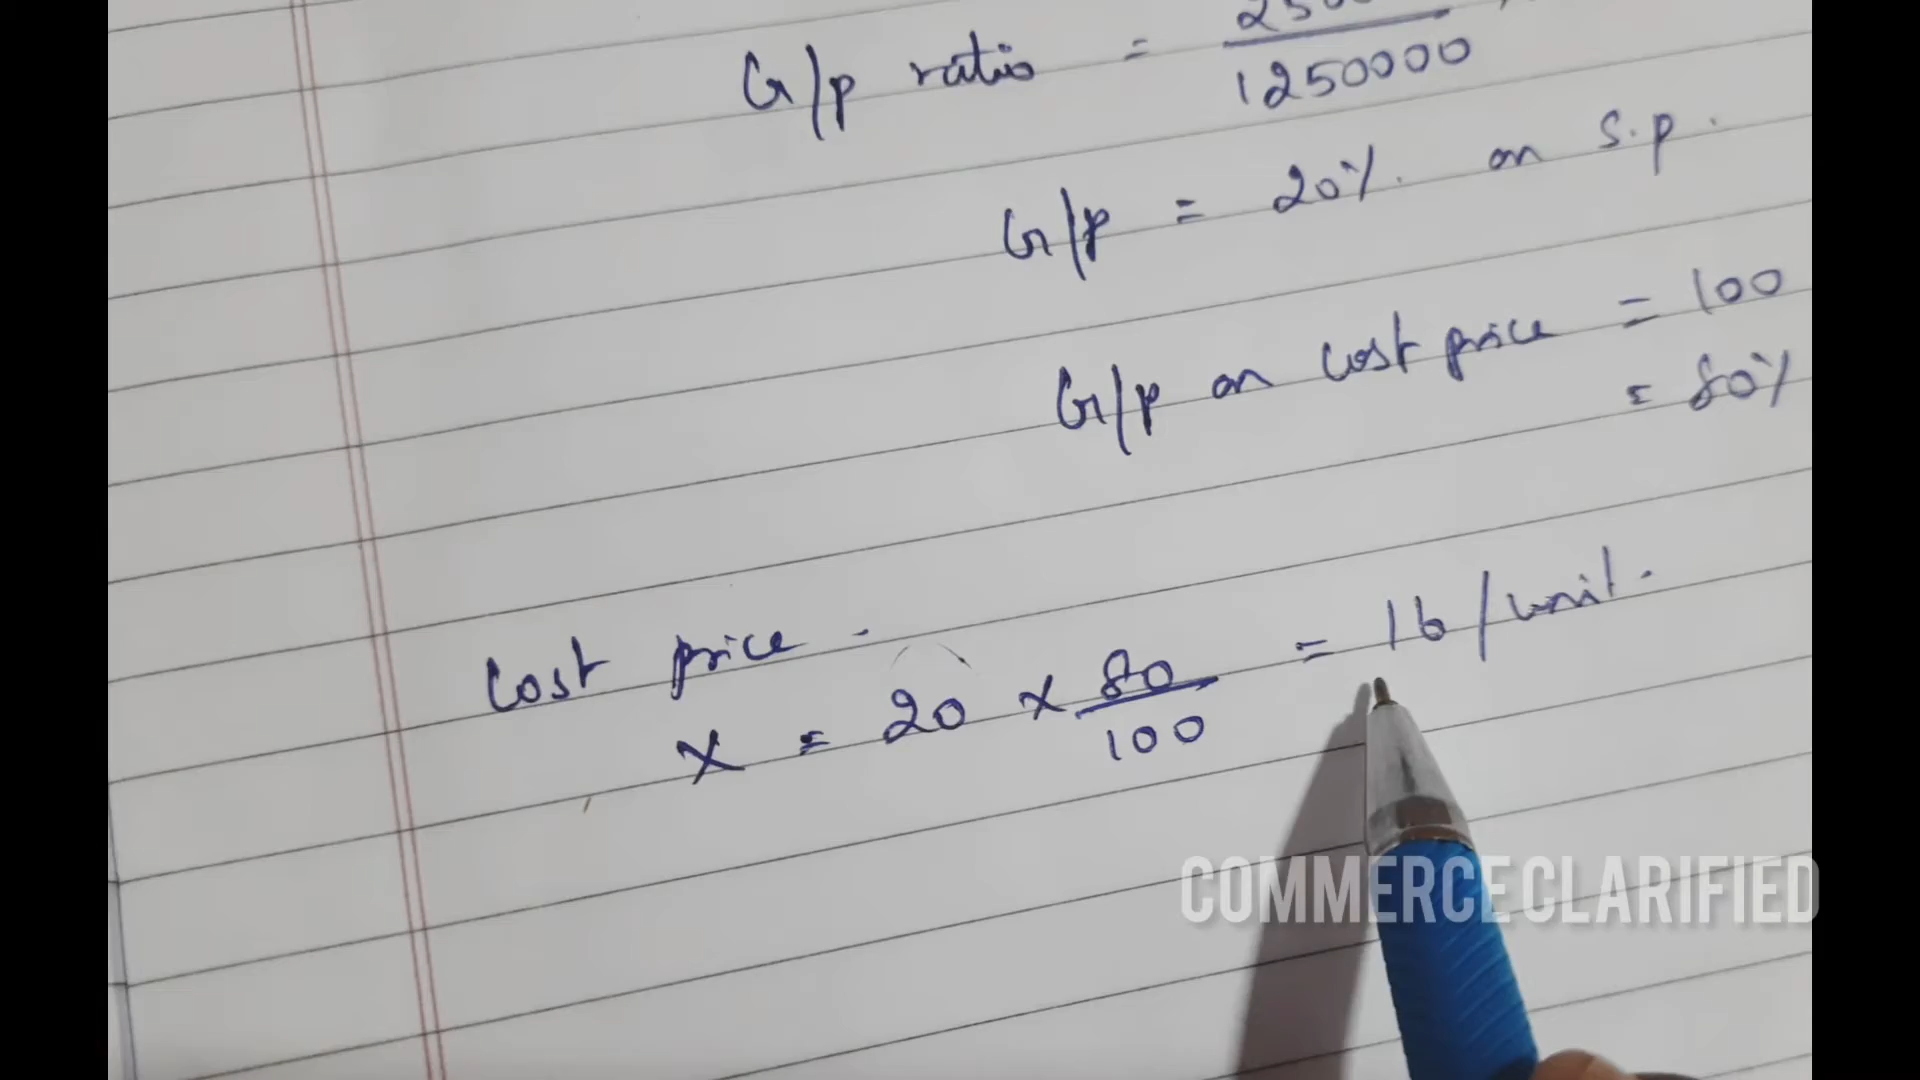 G/p ratio =
1250000
G/p = 20% on S.p.
G/p on Cost price = 100
= 80%
Cost price -
X = 20 x 80/100 = 16/unit.
COMMERCE CLARIFIED